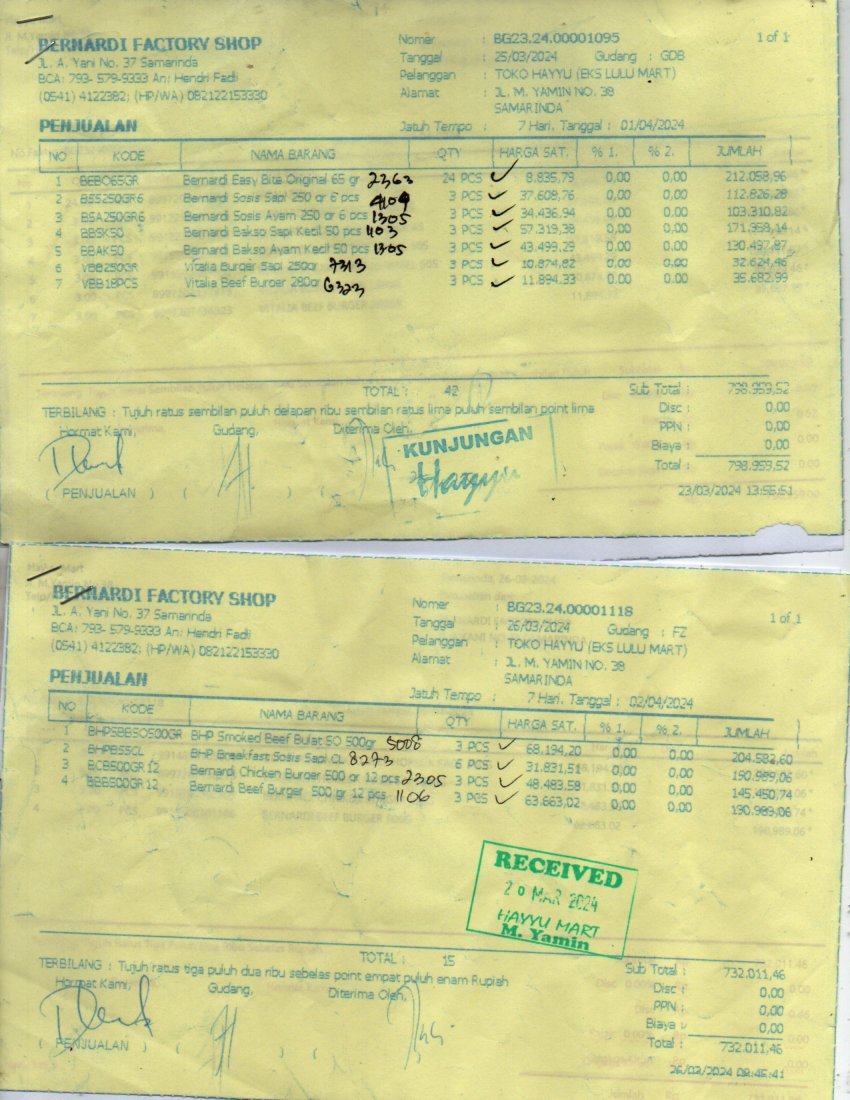 BERNARDI FACTORY SHOP
JL. A. Yani No. 37 Samarinda
BCA: 793- 579-9333 An: Hendri Fadli
(0541) 4122382; (HP/WA) 082122153330
Nomer : BG23.24.00001095 1 of 1
Tanggal : 25/03/2024 Gudang : GDB
Pelanggan : TOKO HAYYU (EKS LULU MART)
Alamat : JL. M. YAMIN NO. 38
SAMARINDA
PENJUALAN
Jatuh Tempo : 7 Hari, Tanggal : 01/04/2024
NO KODE NAMA BARANG QTY HARGA SAT. % 1. % 2. JUMLAH
1 BEBO65GR Bernardi Easy Bite Original 65 gr 2363 24 PCS 8.835,79 0,00 0,00 212.058,96
2 BSS250GR6 Bernardi Sosis Sapi 250 gr 6 pcs 4109 3 PCS 37.608,76 0,00 0,00 112.826,28
3 BSA250GR6 Bernardi Sosis Ayam 250 gr 6 pcs 1305 3 PCS 34.436,94 0,00 0,00 103.310,82
4 BBSK50 Bernardi Bakso Sapi Kecil 50 pcs 1103 3 PCS 57.319,38 0,00 0,00 171.958,14
5 BBAK50 Bernardi Bakso Ayam Kecil 50 pcs 1305 3 PCS 43.499,29 0,00 0,00 130.497,87
6 VBB250GR Vitalia Burger Sapi 250gr 7313 3 PCS 10.874,82 0,00 0,00 32.624,46
7 VBB18PCS Vitalia Beef Burger 280gr 6323 3 PCS 11.894,33 0,00 0,00 35.682,99
TOTAL : 42
Sub Total : 798.959,52
TERBILANG : Tujuh ratus sembilan puluh delapan ribu sembilan ratus lima puluh sembilan point lima
Disc : 0,00
Hormat Kami, Gudang, Diterima Oleh,
PPN : 0,00
Biaya : 0,00
Total : 798.959,52
KUNJUNGAN
Hayyu
( PENJUALAN ) ( ) (
23/03/2024 13:55:51
BERNARDI FACTORY SHOP
JL. A. Yani No. 37 Samarinda
BCA: 793- 579-9333 An: Hendri Fadli
(0541) 4122382; (HP/WA) 082122153330
Nomer : BG23.24.00001118 1 of 1
Tanggal : 26/03/2024 Gudang : FZ
Pelanggan : TOKO HAYYU (EKS LULU MART)
Alamat : JL. M. YAMIN NO. 38
SAMARINDA
PENJUALAN
Jatuh Tempo : 7 Hari, Tanggal : 02/04/2024
NO KODE NAMA BARANG QTY HARGA SAT. % 1. % 2. JUMLAH
1 BHPSBBSO500GR BHP Smoked Beef Bulat SO 500gr 5008 3 PCS 68.194,20 0,00 0,00 204.582,60
2 BHPBSSCL BHP Breakfast Sosis Sapi CL 8273 6 PCS 31.831,51 0,00 0,00 190.989,06
3 BCB500GR12 Bernardi Chicken Burger 500 gr 12 pcs 2305 3 PCS 48.483,58 0,00 0,00 145.450,74
4 BBB500GR12 Bernardi Beef Burger 500 gr 12 pcs 1106 3 PCS 63.663,02 0,00 0,00 190.989,06
RECEIVED
20 MAR 2024
HAYYU MART
M. Yamin
TOTAL : 15
Sub Total : 732.011,46
TERBILANG : Tujuh ratus tiga puluh dua ribu sebelas point empat puluh enam Rupiah
Disc : 0,00
Hormat Kami, Gudang, Diterima Oleh,
PPN : 0,00
Biaya : 0,00
Total : 732.011,46
( PENJUALAN ) ( ) (
26/03/2024 08:45:41